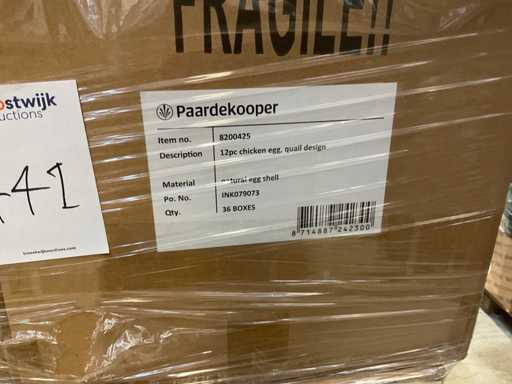 FRAGILE!!
ostwijk
uctions
41
Paardekooper
Item no. 8200425
Description 12pc chicken egg, quail design
Material natural egg shell
Po. No. INK079073
Qty. 36 BOXES
8 714887 242300